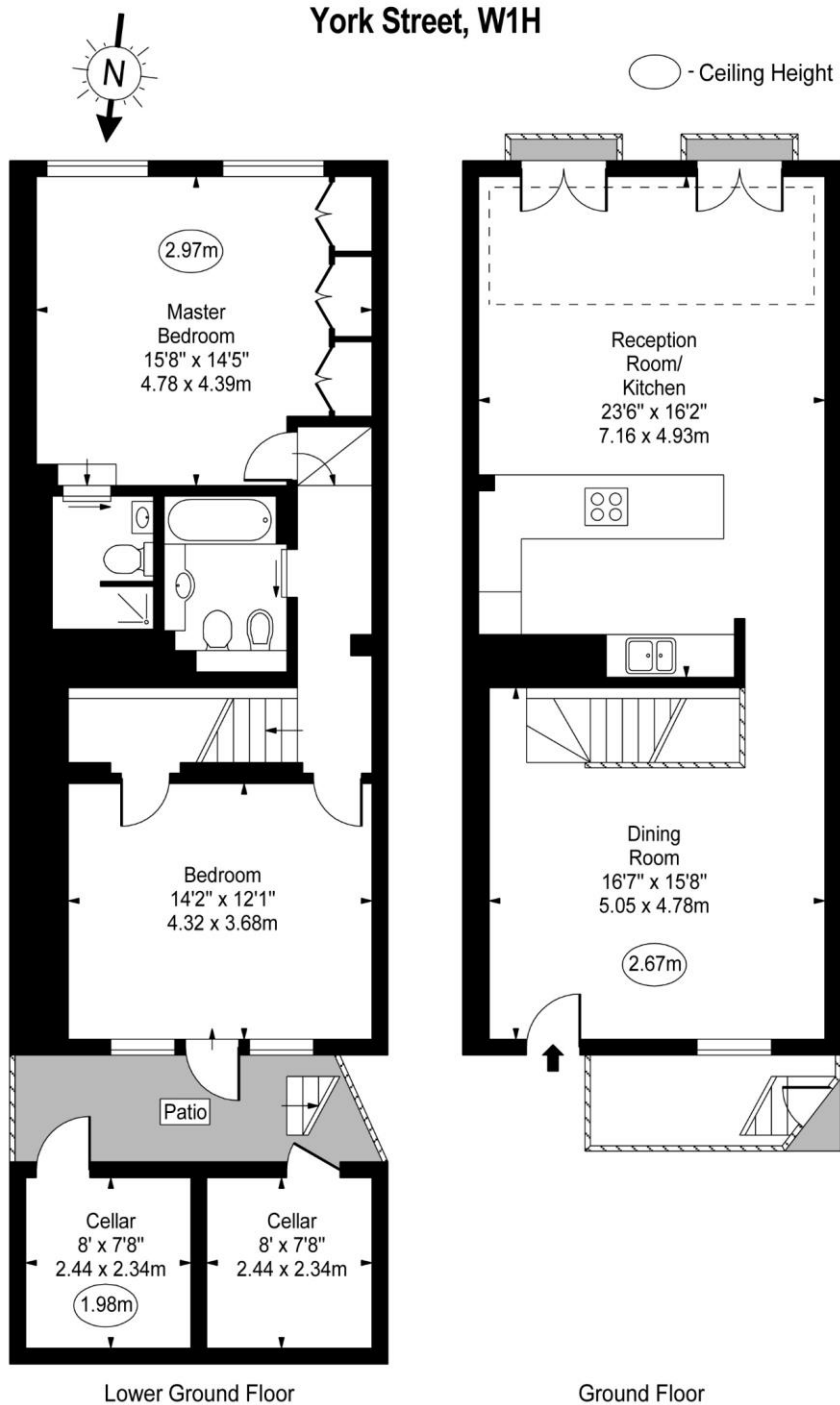 York Street, W1H
N
- Ceiling Height
2.97m
Master
Bedroom
15'8" x 14'5"
4.78 x 4.39m
Bedroom
14'2" x 12'1"
4.32 x 3.68m
Patio
Cellar
8' x 7'8"
2.44 x 2.34m
1.98m
Cellar
8' x 7'8"
2.44 x 2.34m
Lower Ground Floor
Reception
Room/
Kitchen
23'6" x 16'2"
7.16 x 4.93m
Dining
Room
16'7" x 15'8"
5.05 x 4.78m
2.67m
Ground Floor